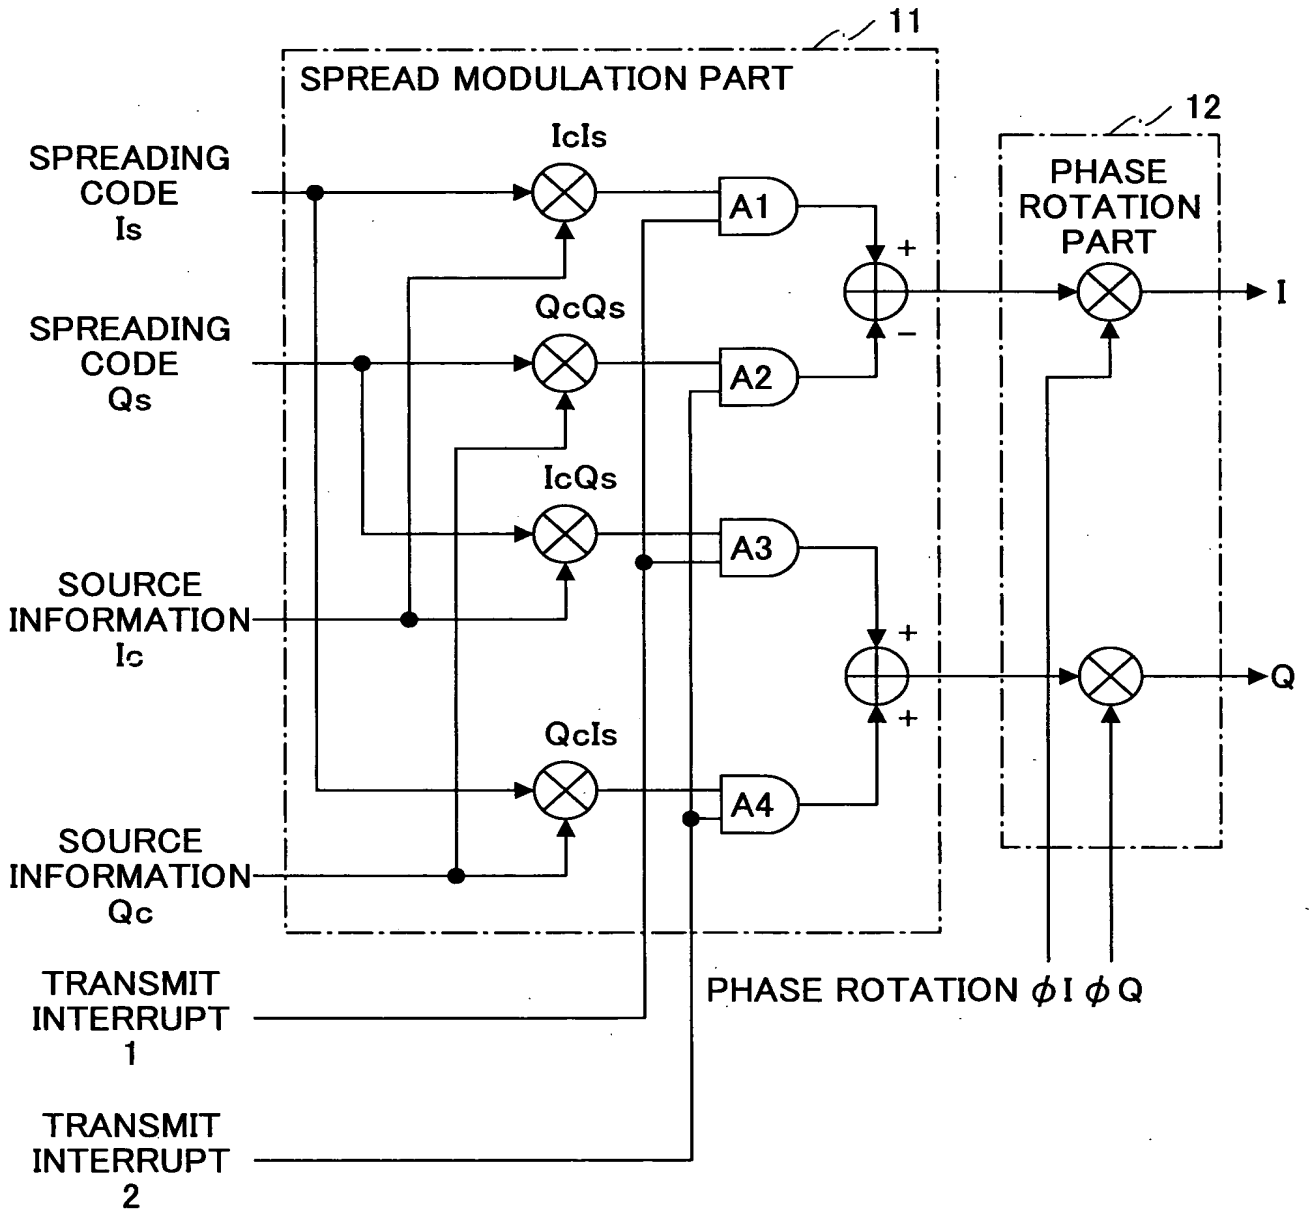 11
SPREAD MODULATION PART
12
SPREADING
CODE
Is
IcIs
A1
PHASE
ROTATION
PART
+
−
I
SPREADING
CODE
Qs
QcQs
A2
IcQs
A3
SOURCE
INFORMATION
Ic
+
+
Q
QcIs
A4
SOURCE
INFORMATION
Qc
TRANSMIT
INTERRUPT
1
PHASE ROTATION ϕI ϕQ
TRANSMIT
INTERRUPT
2